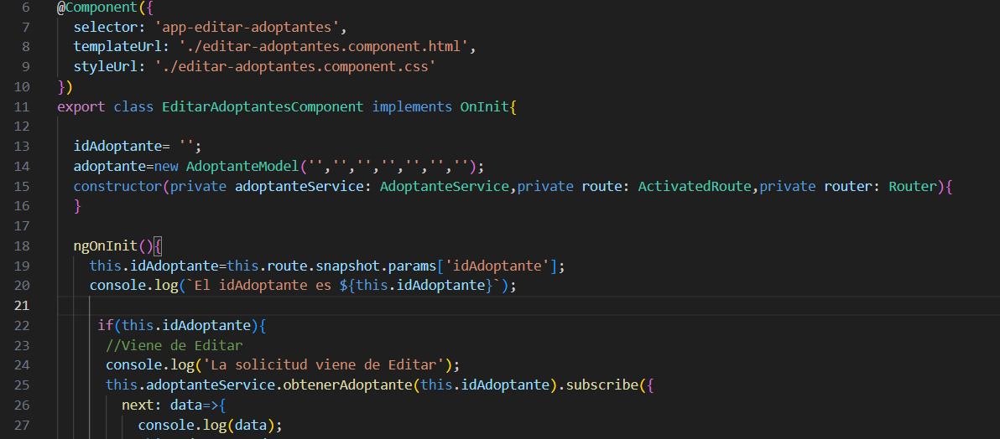 6 @Component({
7 selector: 'app-editar-adoptantes',
8 templateUrl: './editar-adoptantes.component.html',
9 styleUrl: './editar-adoptantes.component.css'
10 })
11 export class EditarAdoptantesComponent implements OnInit{
12
13 idAdoptante= '';
14 adoptante=new AdoptanteModel('','','','','','','');
15 constructor(private adoptanteService: AdoptanteService,private route: ActivatedRoute,private router: Router){
16 }
17
18 ngOnInit(){
19 this.idAdoptante=this.route.snapshot.params['idAdoptante'];
20 console.log(`El idAdoptante es ${this.idAdoptante}`);
21
22 if(this.idAdoptante){
23 //Viene de Editar
24 console.log('La solicitud viene de Editar');
25 this.adoptanteService.obtenerAdoptante(this.idAdoptante).subscribe({
26 next: data=>{
27 console.log(data);